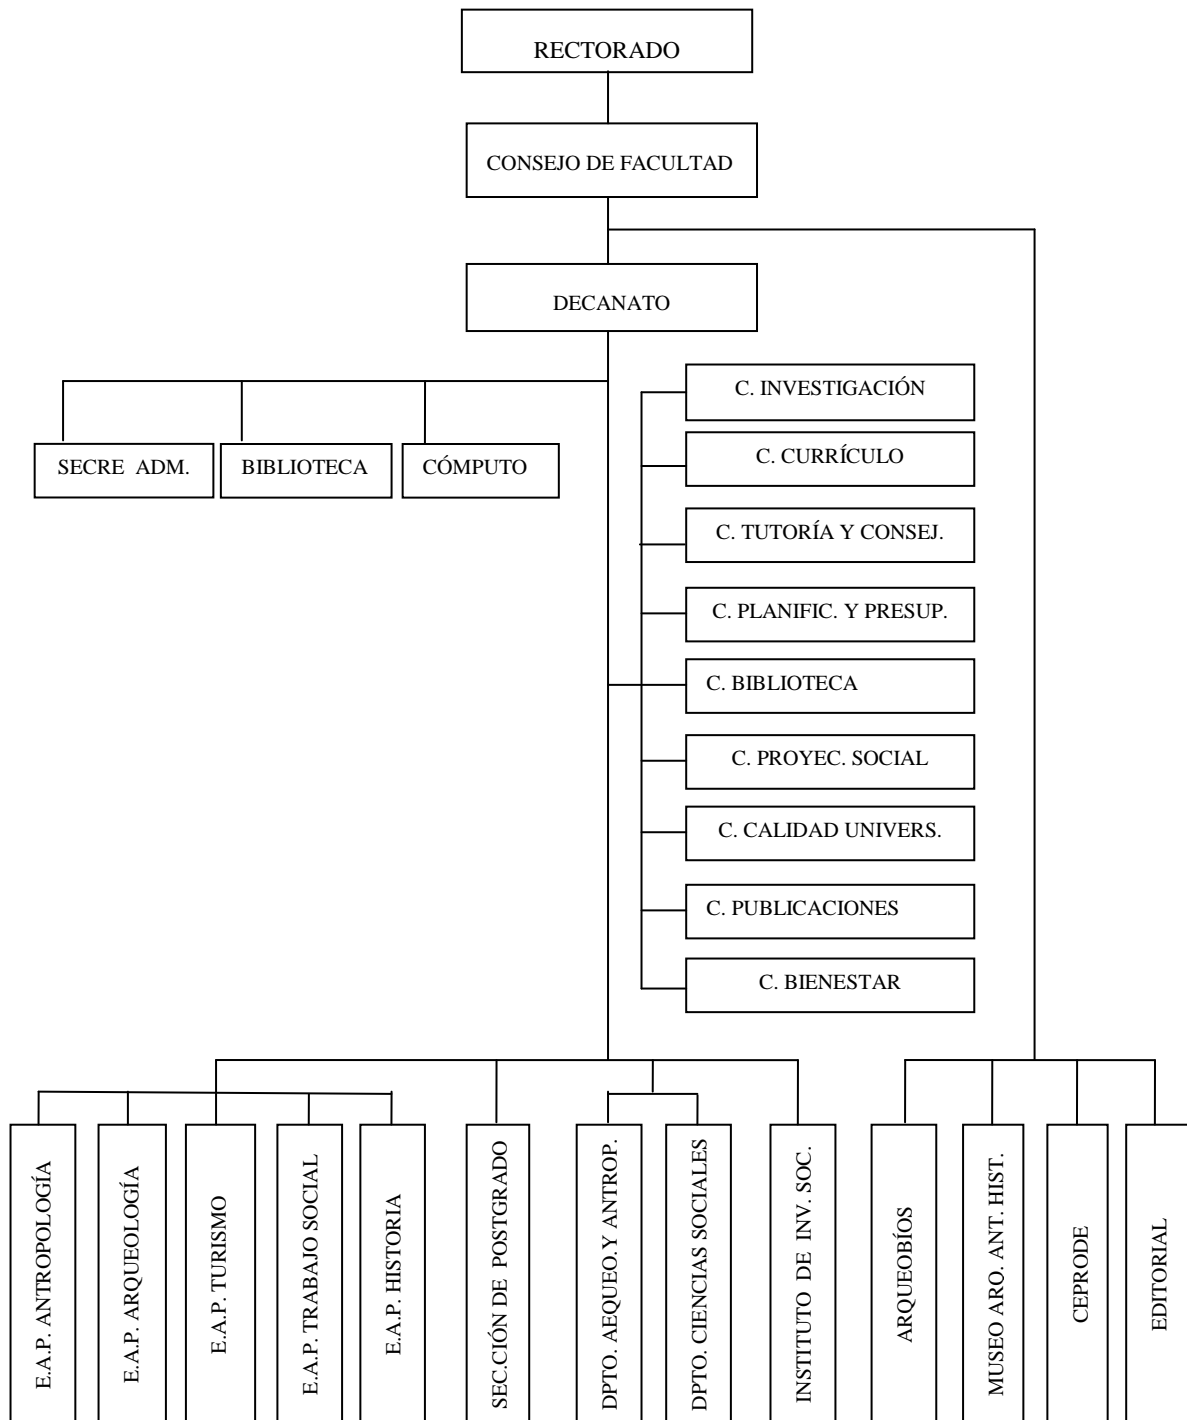 RECTORADO
CONSEJO DE FACULTAD
DECANATO
C. INVESTIGACIÓN
C. CURRÍCULO
SECRE ADM.
BIBLIOTECA
CÓMPUTO
C. TUTORÍA Y CONSEJ.
C. PLANIFIC. Y PRESUP.
C. BIBLIOTECA
C. PROYEC. SOCIAL
C. CALIDAD UNIVERS.
C. PUBLICACIONES
C. BIENESTAR
E.A.P. ANTROPOLOGÍA
E.A.P. ARQUEOLOGÍA
E.A.P. TURISMO
E.A.P. TRABAJO SOCIAL
E.A.P. HISTORIA
SEC.CIÓN DE POSTGRADO
DPTO. AEQUEO.Y ANTROP.
DPTO. CIENCIAS SOCIALES
INSTITUTO DE INV. SOC.
ARQUEOBÍOS
MUSEO ARO. ANT. HIST.
CEPRODE
EDITORIAL